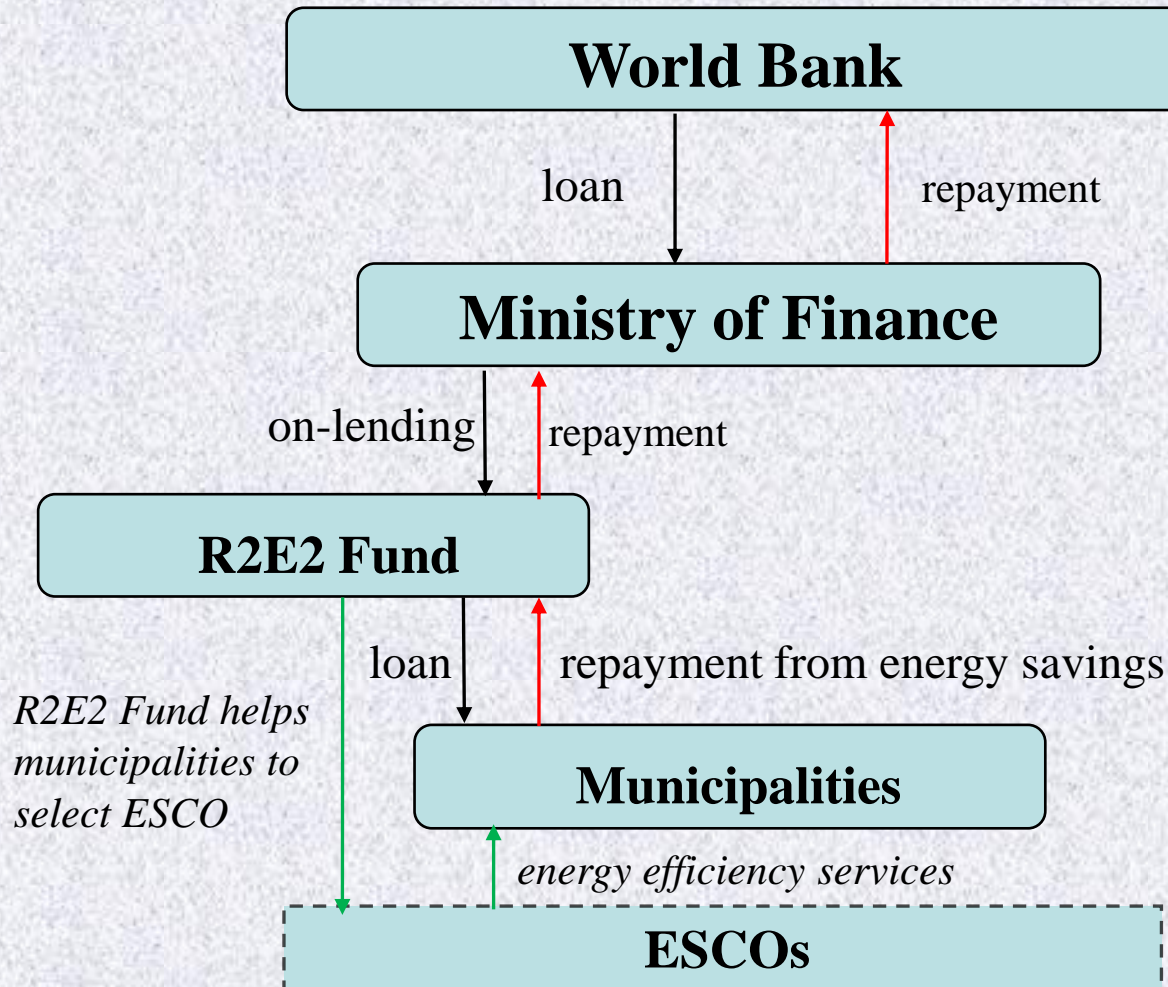 World Bank
loan
repayment
Ministry of Finance
on-lending
repayment
R2E2 Fund
loan
repayment from energy savings
R2E2 Fund helps
municipalities to
select ESCO
Municipalities
energy efficiency services
ESCOs